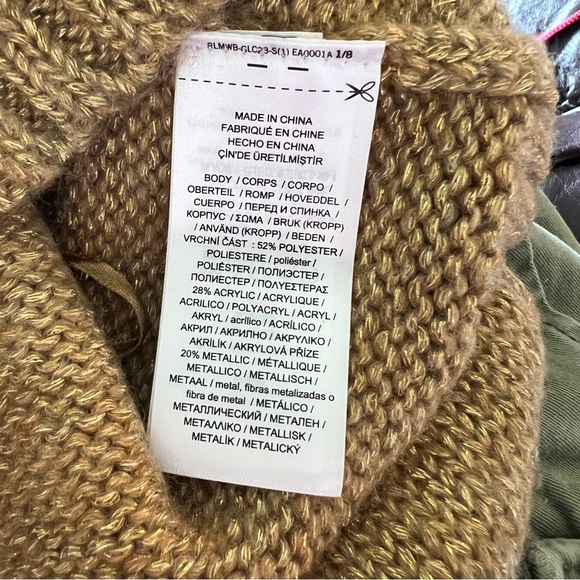 RLMWB-GLC23-S(1) EA0001A 1/8
MADE IN CHINA
FABRIQUÉ EN CHINE
HECHO EN CHINA
ÇİN'DE ÜRETİLMİŞTİR
BODY / CORPS / CORPO /
OBERTEIL / ROMP / HOVEDDEL /
CUERPO / ПЕРЕД И СПИНКА /
КОРПУС / ΣΩΜΑ / BRUK (KROPP)
/ ANVÄND (KROPP) / BEDEN /
VRCHNÍ ČÁST : 52% POLYESTER/
POLIESTERE / poliéster/
POLIÉSTER / ПОЛИЭСТЕР /
ПОЛИЕСТЕР / ΠΟΛΥΕΣΤΕΡΑΣ
28% ACRYLIC / ACRYLIQUE /
ACRILICO / POLYACRYL / ACRYL /
AKRYL / acrílico / ACRÍLICO /
АКРИЛ / АКРИЛНО / ΑΚΡΥΛΙΚΟ /
AKRİLİK / AKRYLOVÁ PŘÍZE
20% METALLIC / MÉTALLIQUE /
METALLICO / METALLISCH /
METAAL / metal, fibras metalizadas o
fibra de metal / METÁLICO /
МЕТАЛЛИЧЕСКИЙ / МЕТАЛЕН /
ΜΕΤΑΛΛΙΚΟ / METALLISK /
METALİK / METALICKÝ